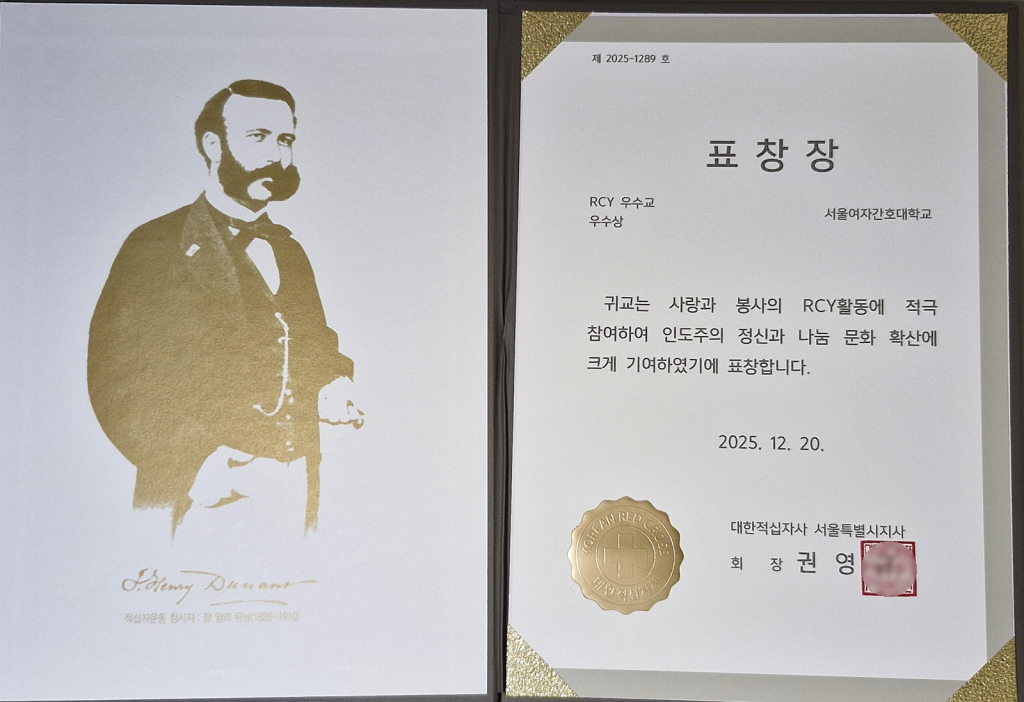 J. Henry Dunant
적십자운동 창시자 : 장 앙리 뒤낭(1828-1910)
제 2025-1289 호
표 창 장
RCY 우수교
우수상
서울여자간호대학교
귀교는 사랑과 봉사의 RCY활동에 적극
참여하여 인도주의 정신과 나눔 문화 확산에
크게 기여하였기에 표창합니다.
2025. 12. 20.
KOREAN RED CROSS
대한적십자사
대한적십자사 서울특별시지사
회 장 권 영